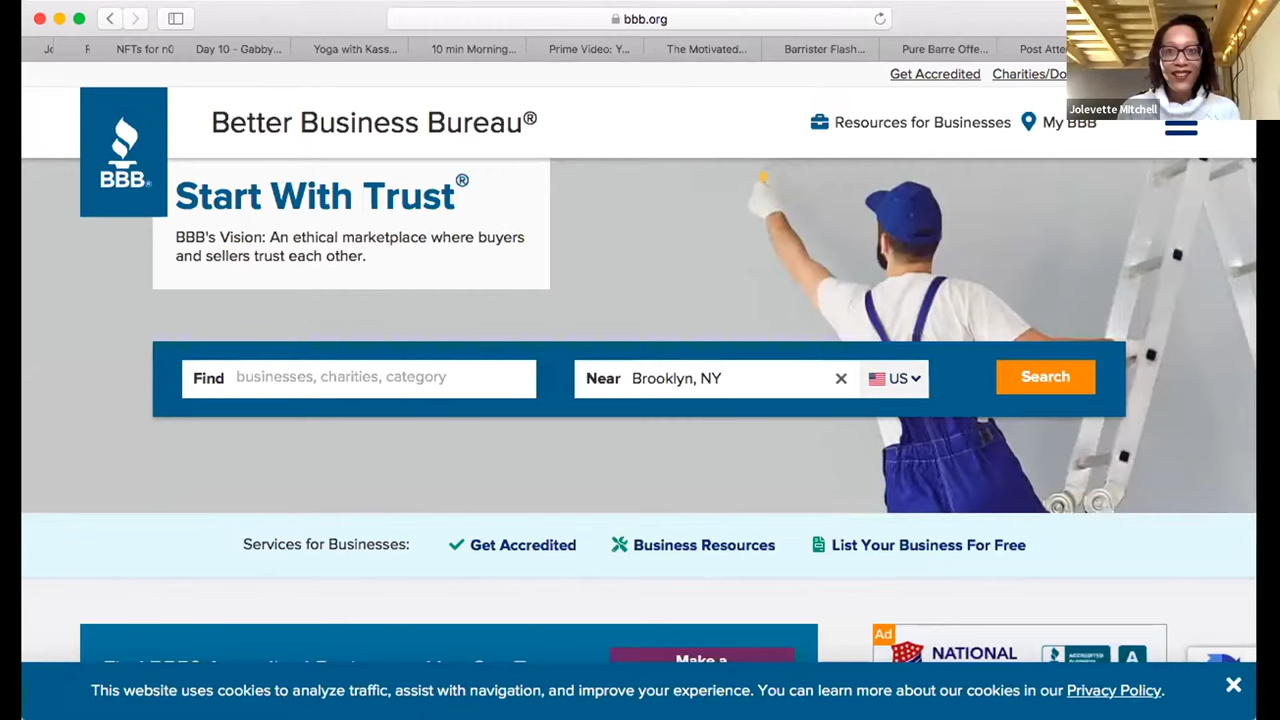 bbb.org
NFTs for n0
Day 10 - Gabby...
Yoga with Kass...
10 min Morning...
Prime Video: Y...
The Motivated...
Barrister Flash...
Pure Barre Offe...
Post Atte
Get Accredited
Charities/Do
Jolevette Mitchell
Better Business Bureau®
Resources for Businesses
My BBB
BBB®
Start With Trust®
BBB's Vision: An ethical marketplace where buyers
and sellers trust each other.
Find businesses, charities, category
Near Brooklyn, NY
US
Search
Services for Businesses:
Get Accredited
Business Resources
List Your Business For Free
Ad
NATIONAL
ACCREDITED
A
Make a
This website uses cookies to analyze traffic, assist with navigation, and improve your experience. You can learn more about our cookies in our Privacy Policy.